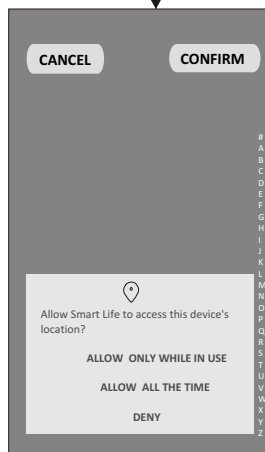 CANCEL CONFIRM
#
A
B
C
D
E
F
G
H
I
J
K
L
M
N
O
P
Q
R
S
T
U
V
W
X
Y
Z
Allow Smart Life to access this device's
location?
ALLOW ONLY WHILE IN USE
ALLOW ALL THE TIME
DENY